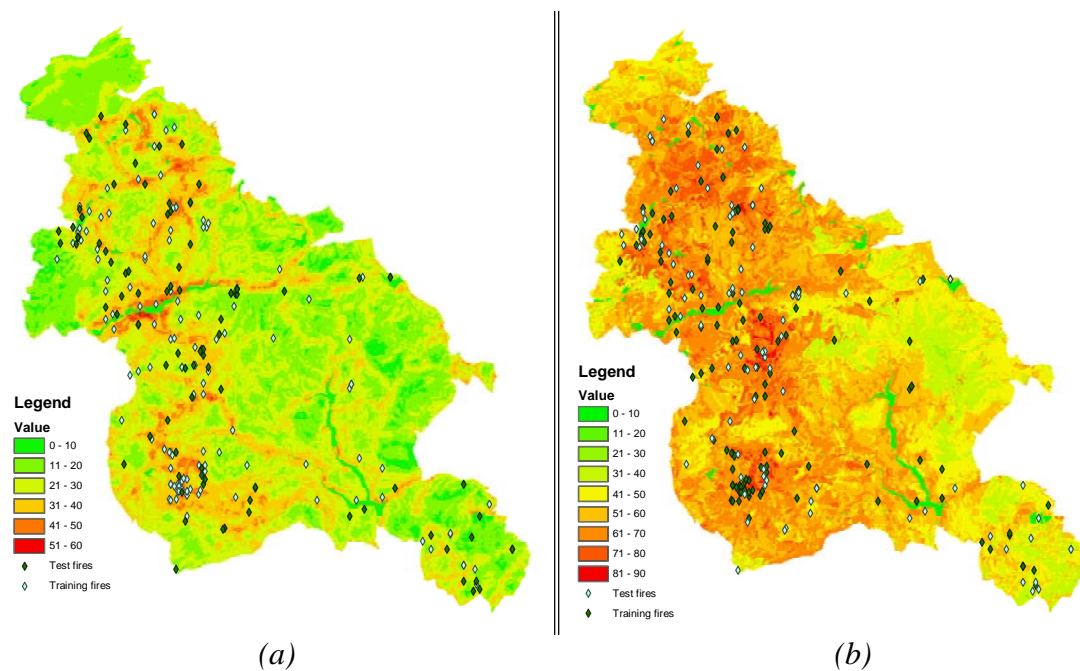 Legend
Value
0 - 10
11 - 20
21 - 30
31 - 40
41 - 50
51 - 60
Test fires
Training fires
(a)
Legend
Value
0 - 10
11 - 20
21 - 30
31 - 40
41 - 50
51 - 60
61 - 70
71 - 80
81 - 90
Test fires
Training fires
(b)